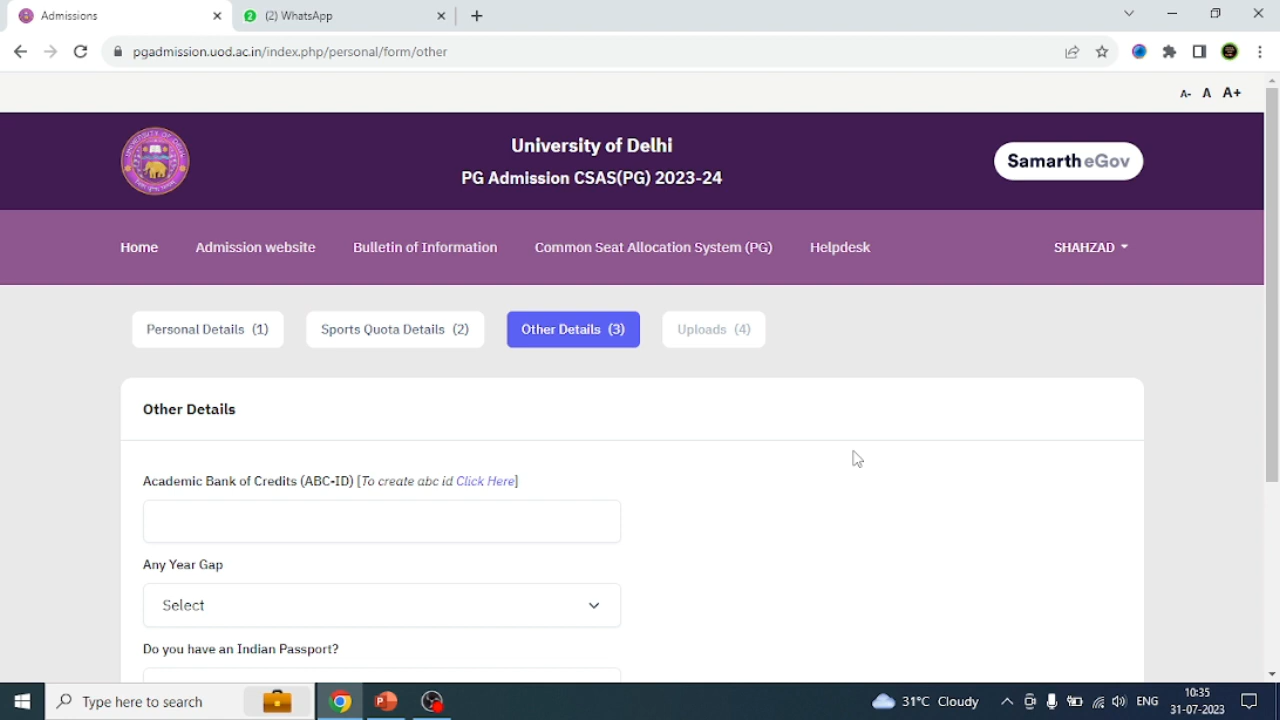 Admissions
(2) WhatsApp
pgadmission.uod.ac.in/index.php/personal/form/other
A- A A+
University of Delhi
PG Admission CSAS(PG) 2023-24
Samarth eGov
Home Admission website Bulletin of Information Common Seat Allocation System (PG) Helpdesk SHAHZAD
Personal Details (1) Sports Quota Details (2) Other Details (3) Uploads (4)
Other Details
Academic Bank of Credits (ABC-ID) [To create abc id Click Here]
Any Year Gap
Select
Do you have an Indian Passport?
Type here to search
31°C Cloudy
ENG
10:35
31-07-2023